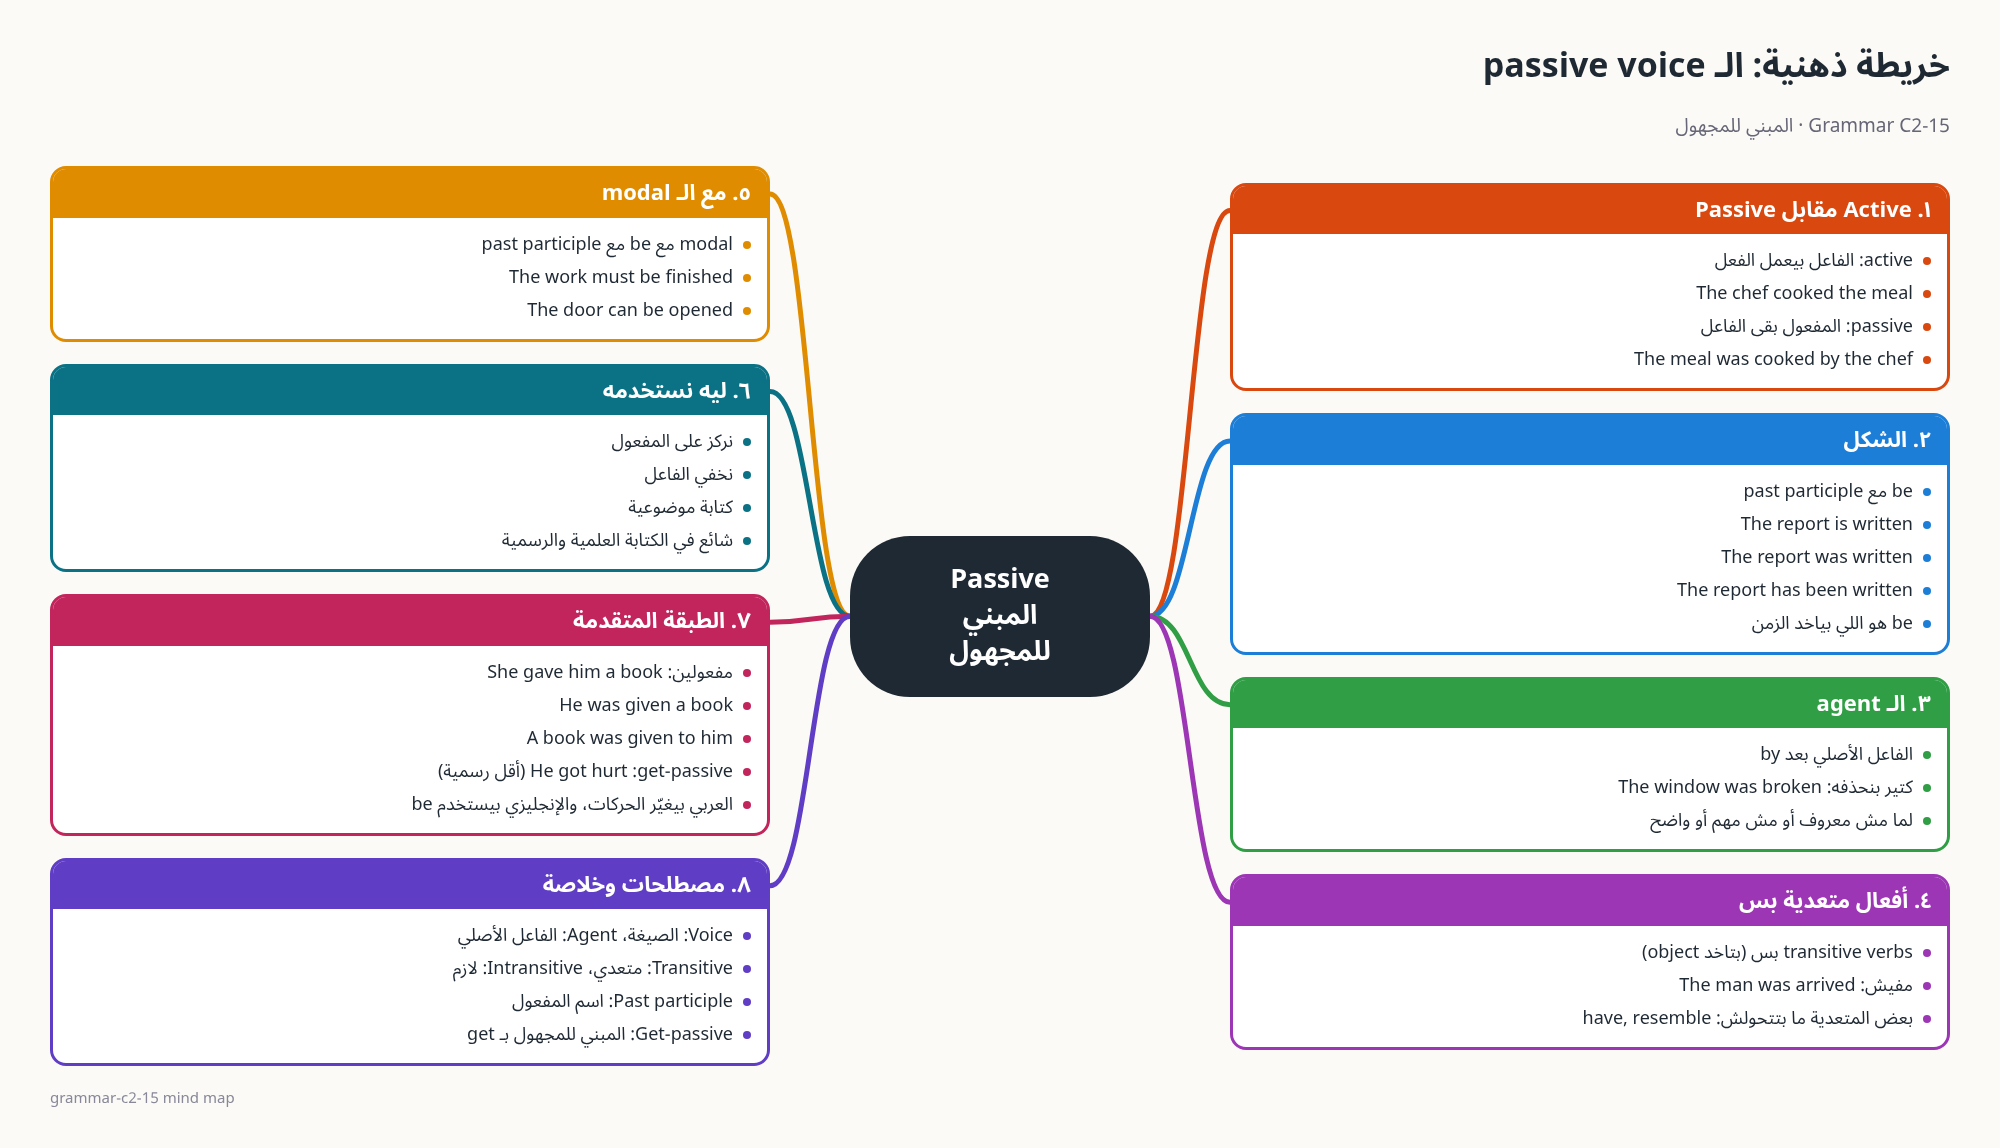 خريطة ذهنية: الـ passive voice
Grammar C2-15 · المبني للمجهول
١. Active مقابل Passive
active: الفاعل بيعمل الفعل
The chef cooked the meal
passive: المفعول بقى الفاعل
The meal was cooked by the chef
٢. الشكل
be مع past participle
The report is written
The report was written
The report has been written
be هو اللي بياخد الزمن
٣. الـ agent
الفاعل الأصلي بعد by
كتير بنحذفه: The window was broken
لما مش معروف أو مش مهم أو واضح
٤. أفعال متعدية بس
transitive verbs بس (بتاخد object)
مفيش: The man was arrived
بعض المتعدية ما بتتحولش: have, resemble
Passive
المبني
للمجهول
٥. مع الـ modal
modal مع be مع past participle
The work must be finished
The door can be opened
٦. ليه نستخدمه
نركز على المفعول
نخفي الفاعل
كتابة موضوعية
شائع في الكتابة العلمية والرسمية
٧. الطبقة المتقدمة
مفعولين: She gave him a book
He was given a book
A book was given to him
get-passive: He got hurt (أقل رسمية)
العربي بيغيّر الحركات، والإنجليزي بيستخدم be
٨. مصطلحات وخلاصة
Voice: الصيغة، Agent: الفاعل الأصلي
Transitive: متعدي، Intransitive: لازم
Past participle: اسم المفعول
Get-passive: المبني للمجهول بـ get
grammar-c2-15 mind map